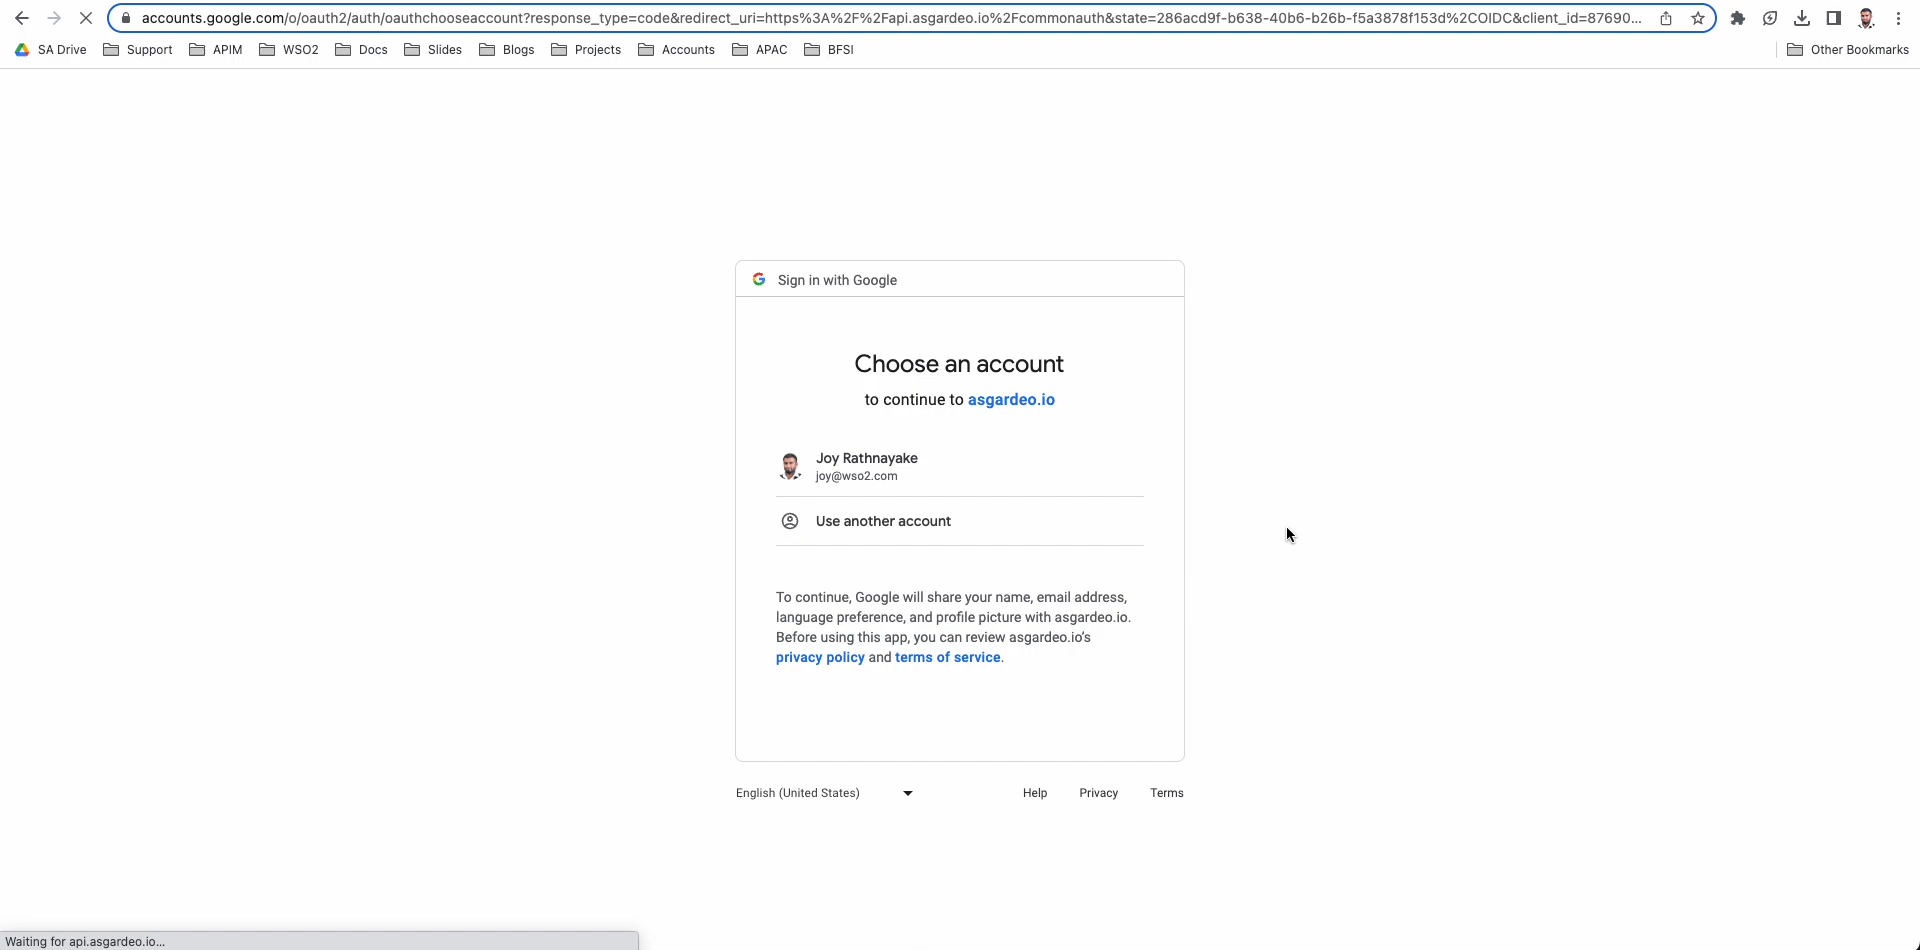 accounts.google.com/o/oauth2/auth/oauthchooseaccount?response_type=code&redirect_uri=https%3A%2F%2Fapi.asgardeo.io%2Fcommonauth&state=286acd9f-b638-40b6-b26b-f5a3878f153d%2COIDC&client_id=87690...
SA Drive Support APIM WSO2 Docs Slides Blogs Projects Accounts APAC BFSI Other Bookmarks
Sign in with Google
Choose an account
to continue to asgardeo.io
Joy Rathnayake
joy@wso2.com
Use another account
To continue, Google will share your name, email address,
language preference, and profile picture with asgardeo.io.
Before using this app, you can review asgardeo.io’s
privacy policy and terms of service.
English (United States) Help Privacy Terms
Waiting for api.asgardeo.io...